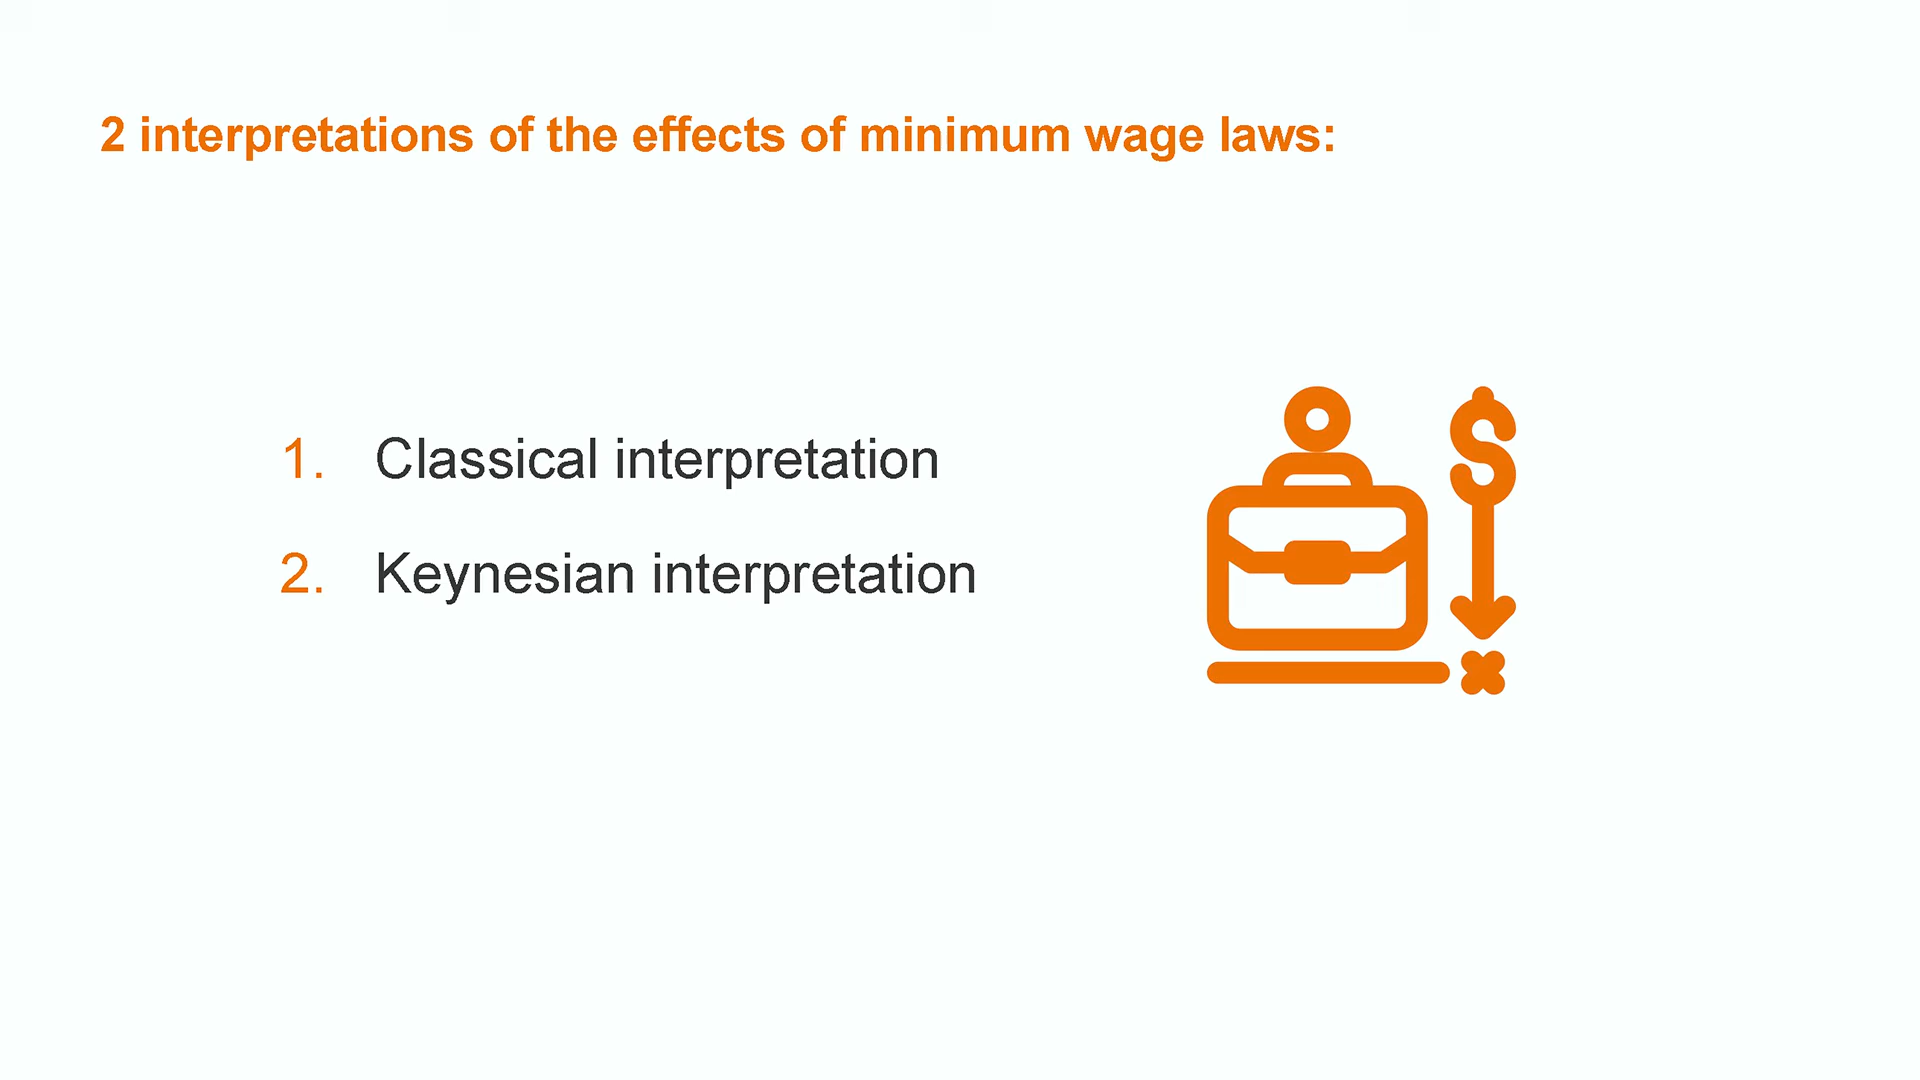 2 interpretations of the effects of minimum wage laws:
1. Classical interpretation
2. Keynesian interpretation